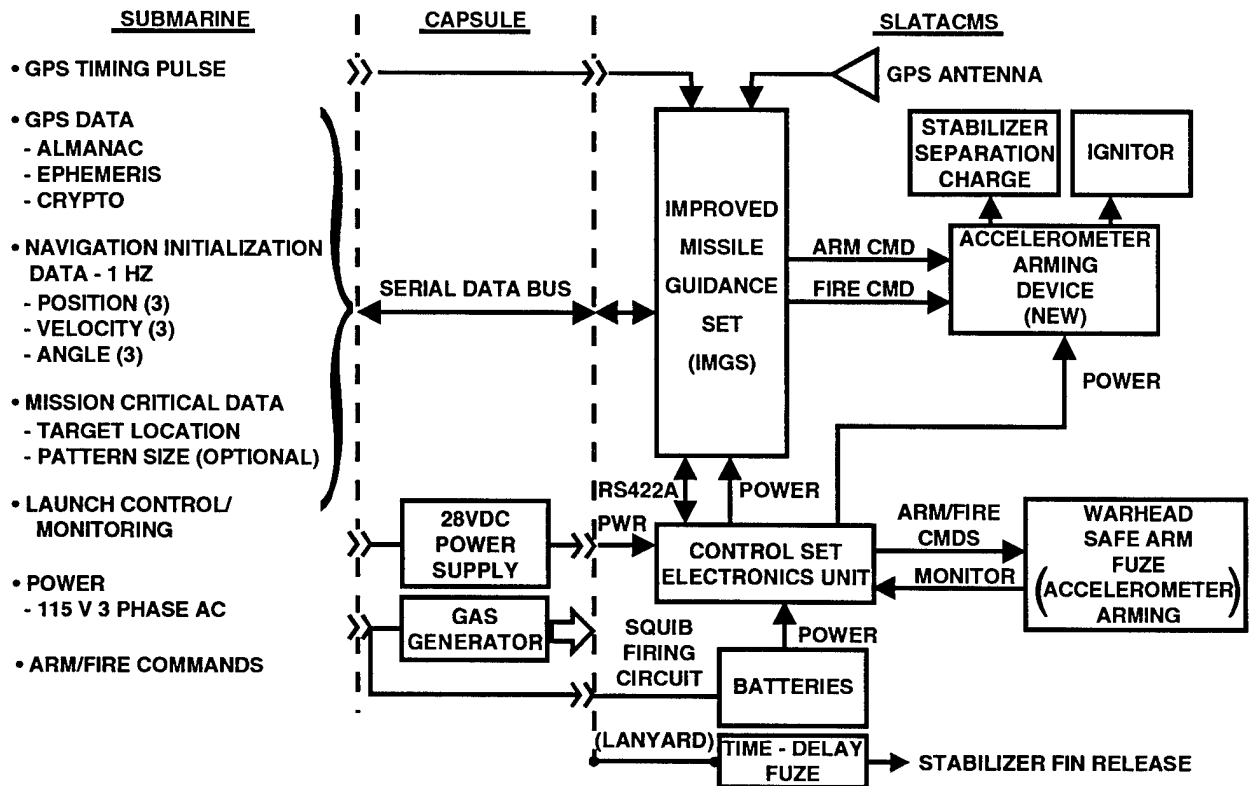 SUBMARINE
CAPSULE
SLATACMS
• GPS TIMING PULSE
GPS ANTENNA
• GPS DATA
- ALMANAC
- EPHEMERIS
- CRYPTO
• NAVIGATION INITIALIZATION
DATA - 1 HZ
- POSITION (3)
- VELOCITY (3)
- ANGLE (3)
• MISSION CRITICAL DATA
- TARGET LOCATION
- PATTERN SIZE (OPTIONAL)
• LAUNCH CONTROL/
MONITORING
• POWER
- 115 V 3 PHASE AC
• ARM/FIRE COMMANDS
SERIAL DATA BUS
28VDC
POWER
SUPPLY
GAS
GENERATOR
IMPROVED
MISSILE
GUIDANCE
SET
(IMGS)
STABILIZER
SEPARATION
CHARGE
IGNITOR
ARM CMD
FIRE CMD
ACCELEROMETER
ARMING
DEVICE
(NEW)
POWER
RS422A
POWER
PWR
CONTROL SET
ELECTRONICS UNIT
ARM/FIRE
CMDS
MONITOR
WARHEAD
SAFE ARM
FUZE
(ACCELEROMETER
ARMING)
POWER
SQUIB
FIRING
CIRCUIT
BATTERIES
(LANYARD)
TIME - DELAY
FUZE
STABILIZER FIN RELEASE